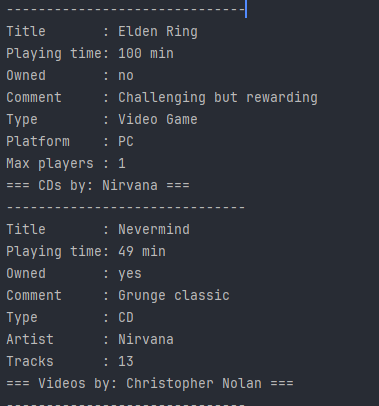 ------------------------------
Title       : Elden Ring
Playing time: 100 min
Owned       : no
Comment     : Challenging but rewarding
Type        : Video Game
Platform    : PC
Max players : 1
=== CDs by: Nirvana ===
------------------------------
Title       : Nevermind
Playing time: 49 min
Owned       : yes
Comment     : Grunge classic
Type        : CD
Artist      : Nirvana
Tracks      : 13
=== Videos by: Christopher Nolan ===
------------------------------